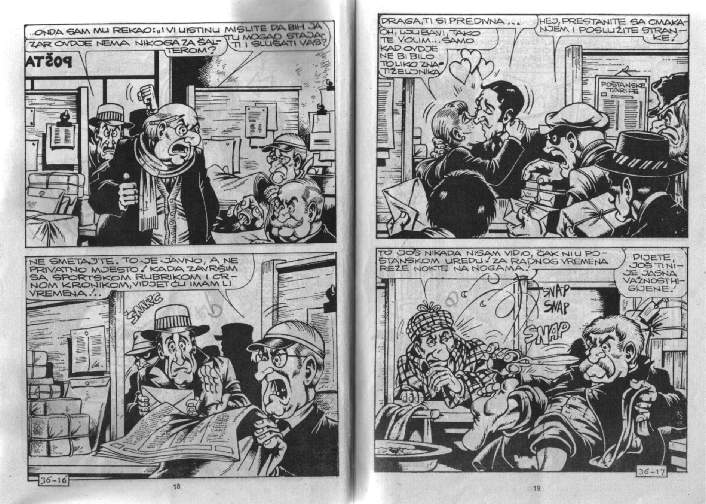 ...ONDA SAM MU REKAO:..."VI UISTINU
ZAR OVDJE NEMA NIKOGA ZA ŠAL-
TEROM?
MISLITE DA BIH JA
TU MOGAO STAJA-
TI I SLUŠATI VAS?
POŠTA
DRAGA, TI SI PREDIVNA...
OH, LJUBAVI, TAKO
TE VOLIM... SAMO
KAD OVDJE
NE BI BILO
TOLIKO ZNA-
TIŽELJNIKA
HEJ, PRESTANITE SA CMAKA-
NJEM I POSLUŽITE STRAN-
KE!
POŠTANSKE
TARIFE
NE SMETAJTE. TO JE JAVNO, A NE
PRIVATNO MJESTO! KADA ZAVRŠIM
SA SPORTSKOM RUBRIKOM I CR-
NOM KRONIKOM, VIDJET ĆU IMAM LI
VREMENA...
36-16
18
TO JOŠ NIKADA NISAM VIDIO, ČAK NI U PO-
ŠTANSKOM UREDU! ZA RADNOG VREMENA
REŽE NOKTE NA NOGAMA!
SNAP
SNAP
SNAP
DIJETE,
JOŠ TI NI-
JE JASNA
VAŽNOST HI-
GIJENE!
36-17
19